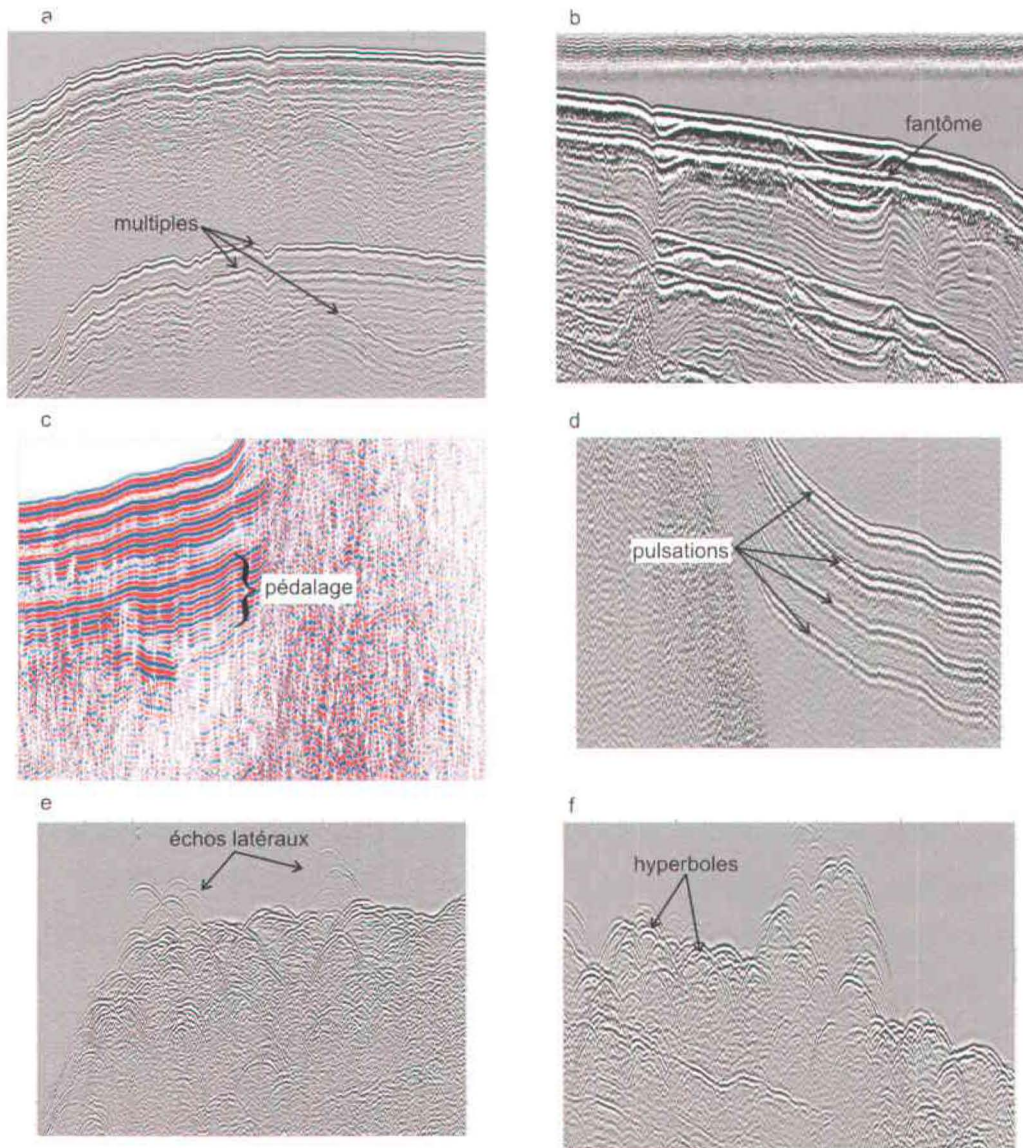 a
b
fantôme
multiples
c
d
pédalage
pulsations
e
f
échos latéraux
hyperboles